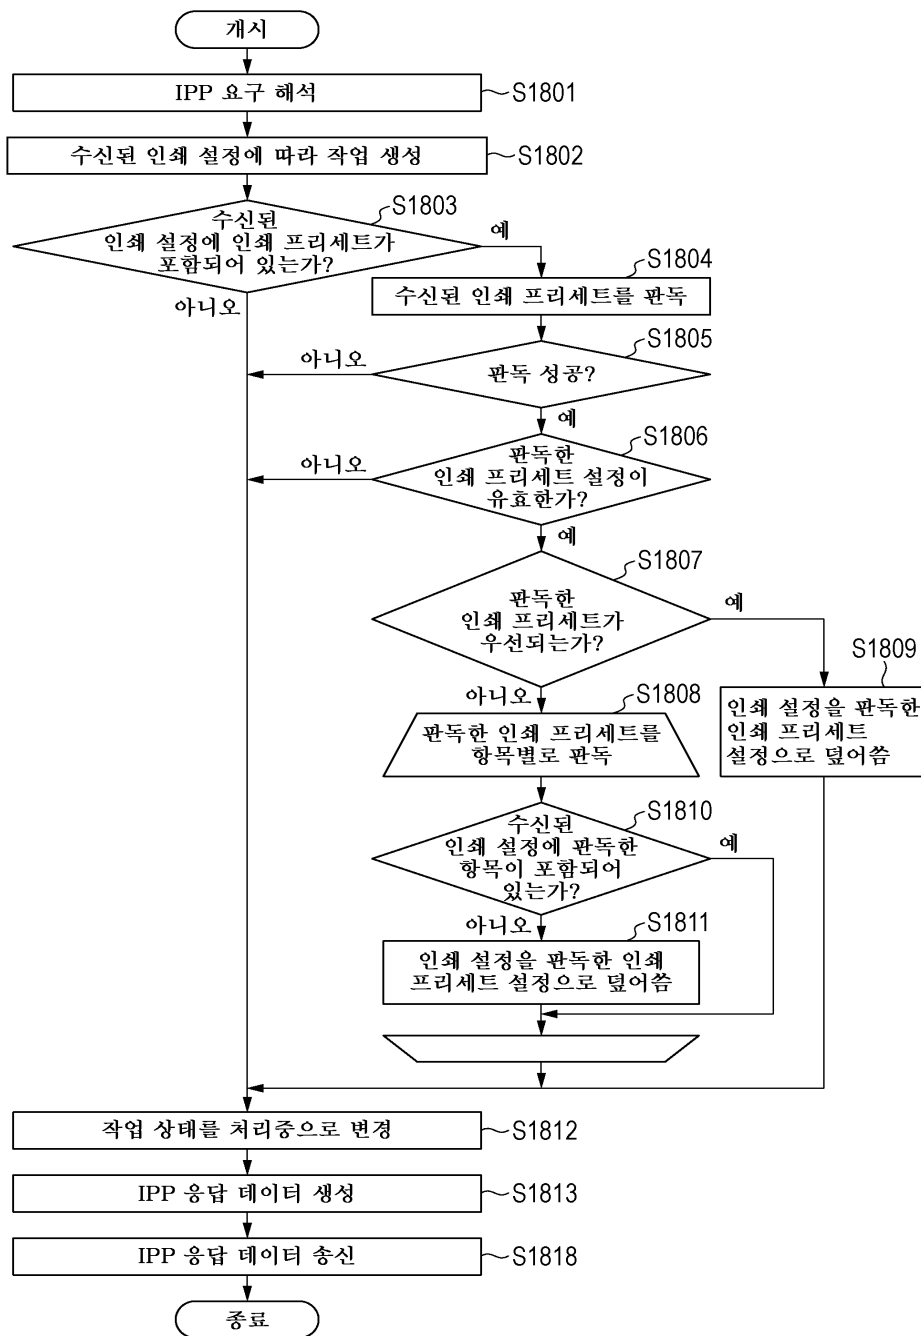 개시
IPP 요구 해석
S1801
수신된 인쇄 설정에 따라 작업 생성
S1802
수신된
인쇄 설정에 인쇄 프리세트가
포함되어 있는가?
S1803
예
아니오
S1804
수신된 인쇄 프리세트를 판독
S1805
판독 성공?
아니오
예
S1806
판독한
인쇄 프리세트 설정이
유효한가?
아니오
예
S1807
판독한
인쇄 프리세트가
우선되는가?
예
아니오
S1808
판독한 인쇄 프리세트를
항목별로 판독
S1809
인쇄 설정을 판독한
인쇄 프리세트
설정으로 덮어씀
S1810
수신된
인쇄 설정에 판독한
항목이 포함되어
있는가?
예
아니오
S1811
인쇄 설정을 판독한 인쇄
프리세트 설정으로 덮어씀
작업 상태를 처리중으로 변경
S1812
IPP 응답 데이터 생성
S1813
IPP 응답 데이터 송신
S1818
종료